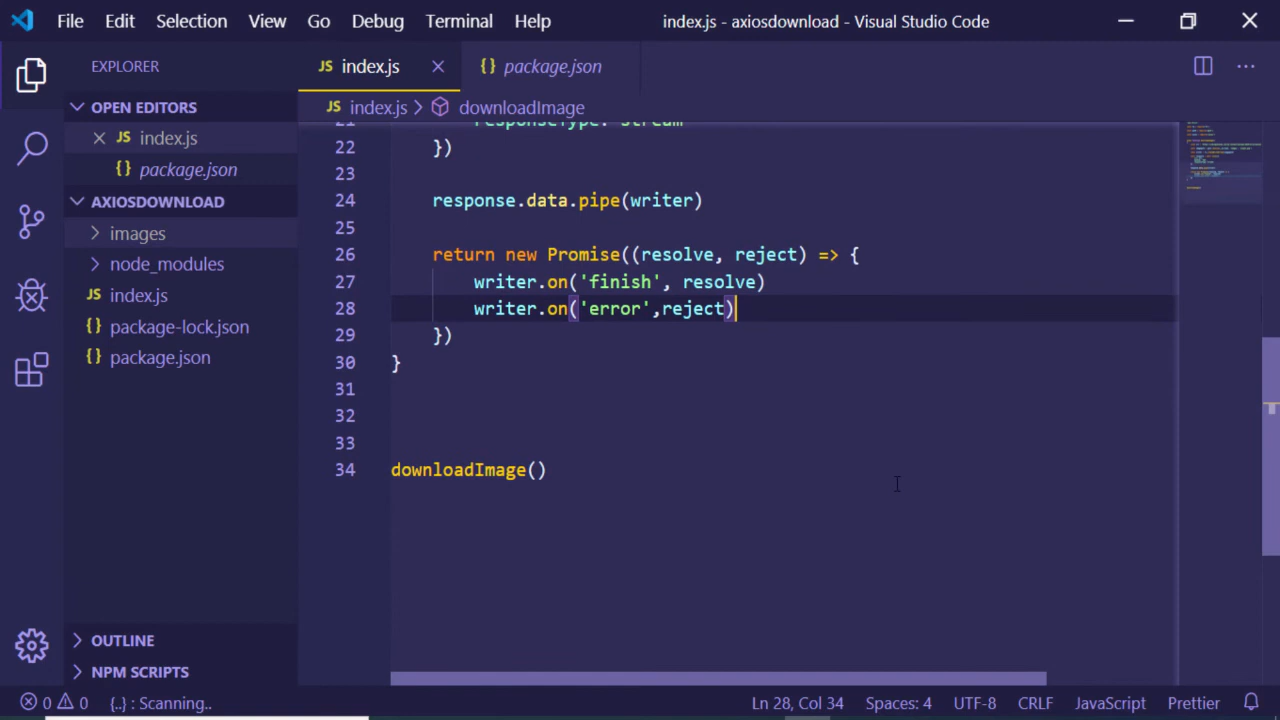 File Edit Selection View Go Debug Terminal Help index.js - axiosdownload - Visual Studio Code
EXPLORER
JS index.js
{} package.json
OPEN EDITORS
JS index.js
{} package.json
AXIOSDOWNLOAD
images
node_modules
JS index.js
{} package-lock.json
{} package.json
OUTLINE
NPM SCRIPTS
JS index.js > downloadImage
21 responseType: 'stream'
22 })
23
24 response.data.pipe(writer)
25
26 return new Promise((resolve, reject) => {
27 writer.on('finish', resolve)
28 writer.on('error',reject)
29 })
30 }
31
32
33
34 downloadImage()
0 0 {..} : Scanning.. Ln 28, Col 34 Spaces: 4 UTF-8 CRLF JavaScript Prettier